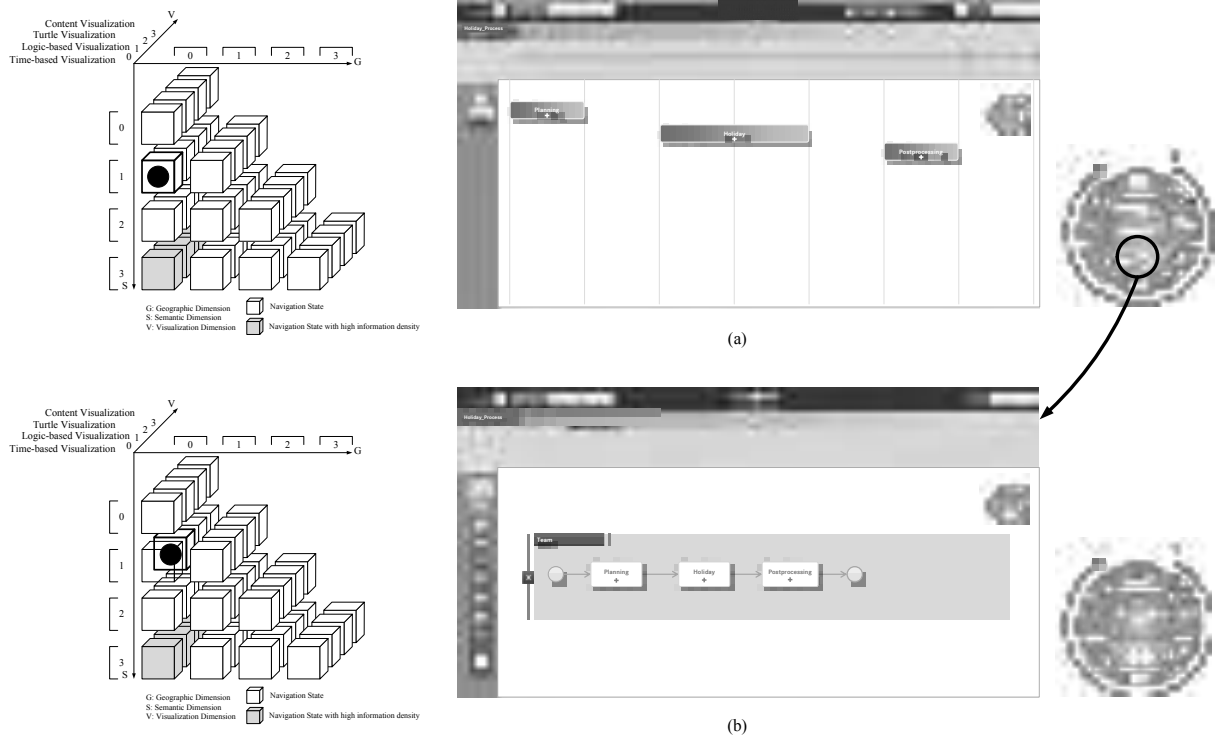 V
Content Visualization
Turtle Visualization
Logic-based Visualization
Time-based Visualization
0 1 2 3
0 1 2 3
G
0
1
2
3
S
G: Geographic Dimension
S: Semantic Dimension
V: Visualization Dimension
Navigation State
Navigation State with high information density
Holiday_Process
Planning
Holiday
Postprocessing
(a)
V
Content Visualization
Turtle Visualization
Logic-based Visualization
Time-based Visualization
0 1 2 3
0 1 2 3
G
0
1
2
3
S
G: Geographic Dimension
S: Semantic Dimension
V: Visualization Dimension
Navigation State
Navigation State with high information density
Holiday_Process
Team
Planning
Holiday
Postprocessing
(b)